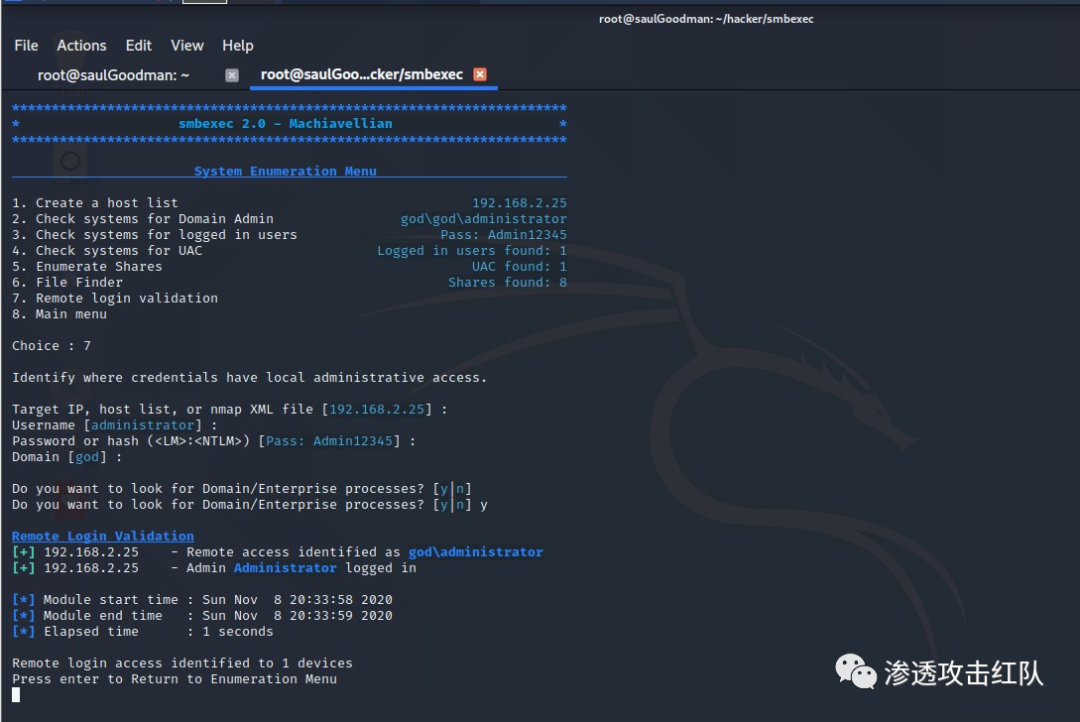 root@saulGoodman: ~/hacker/smbexec
File Actions Edit View Help
root@saulGoodman: ~ root@saulGoo...cker/smbexec
**********************************************************************
* smbexec 2.0 - Machiavellian *
**********************************************************************
System Enumeration Menu
1. Create a host list 192.168.2.25
2. Check systems for Domain Admin god\god\administrator
3. Check systems for logged in users Pass: Admin12345
4. Check systems for UAC Logged in users found: 1
5. Enumerate Shares UAC found: 1
6. File Finder Shares found: 8
7. Remote login validation
8. Main menu
Choice : 7
Identify where credentials have local administrative access.
Target IP, host list, or nmap XML file [192.168.2.25] :
Username [administrator] :
Password or hash (<LM>:<NTLM>) [Pass: Admin12345] :
Domain [god] :
Do you want to look for Domain/Enterprise processes? [y|n]
Do you want to look for Domain/Enterprise processes? [y|n] y
Remote Login Validation
[+] 192.168.2.25 - Remote access identified as god\administrator
[+] 192.168.2.25 - Admin Administrator logged in
[*] Module start time : Sun Nov 8 20:33:58 2020
[*] Module end time : Sun Nov 8 20:33:59 2020
[*] Elapsed time : 1 seconds
Remote login access identified to 1 devices
Press enter to Return to Enumeration Menu
渗透攻击红队